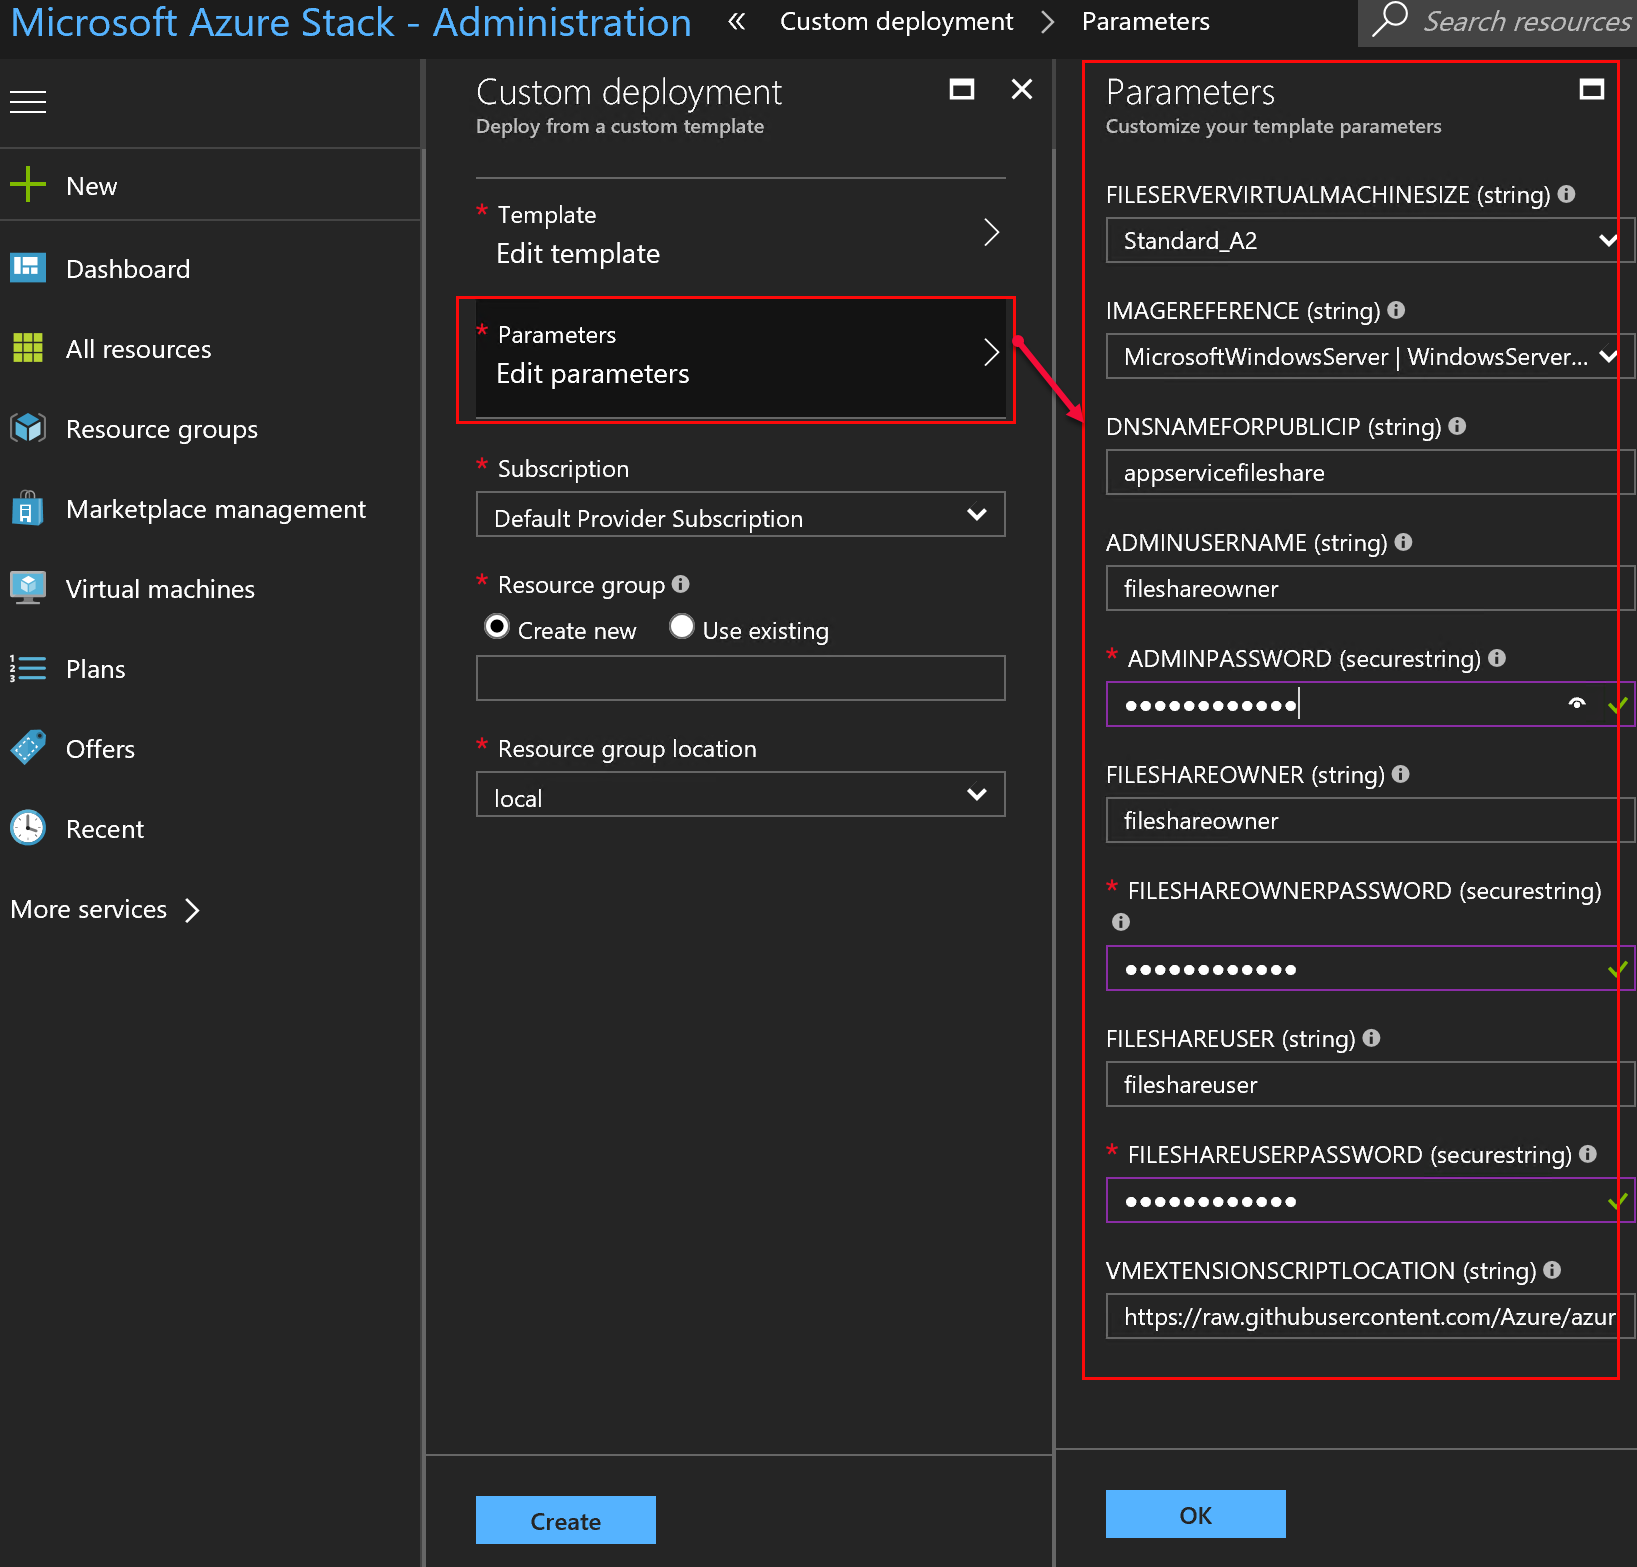 Microsoft Azure Stack - Administration « Custom deployment > Parameters Search resources
New
Dashboard
All resources
Resource groups
Marketplace management
Virtual machines
Plans
Offers
Recent
More services
Custom deployment
Deploy from a custom template
* Template
Edit template
* Parameters
Edit parameters
* Subscription
Default Provider Subscription
* Resource group
Create new Use existing
* Resource group location
local
Create
Parameters
Customize your template parameters
FILESERVERVIRTUALMACHINESIZE (string)
Standard_A2
IMAGEREFERENCE (string)
MicrosoftWindowsServer | WindowsServer...
DNSNAMEFORPUBLICIP (string)
appservicefileshare
ADMINUSERNAME (string)
fileshareowner
* ADMINPASSWORD (securestring)
●●●●●●●●●●●●
FILESHAREOWNER (string)
fileshareowner
* FILESHAREOWNERPASSWORD (securestring)
●●●●●●●●●●●●
FILESHAREUSER (string)
fileshareuser
* FILESHAREUSERPASSWORD (securestring)
●●●●●●●●●●●●
VMEXTENSIONSCRIPTLOCATION (string)
https://raw.githubusercontent.com/Azure/azur
OK